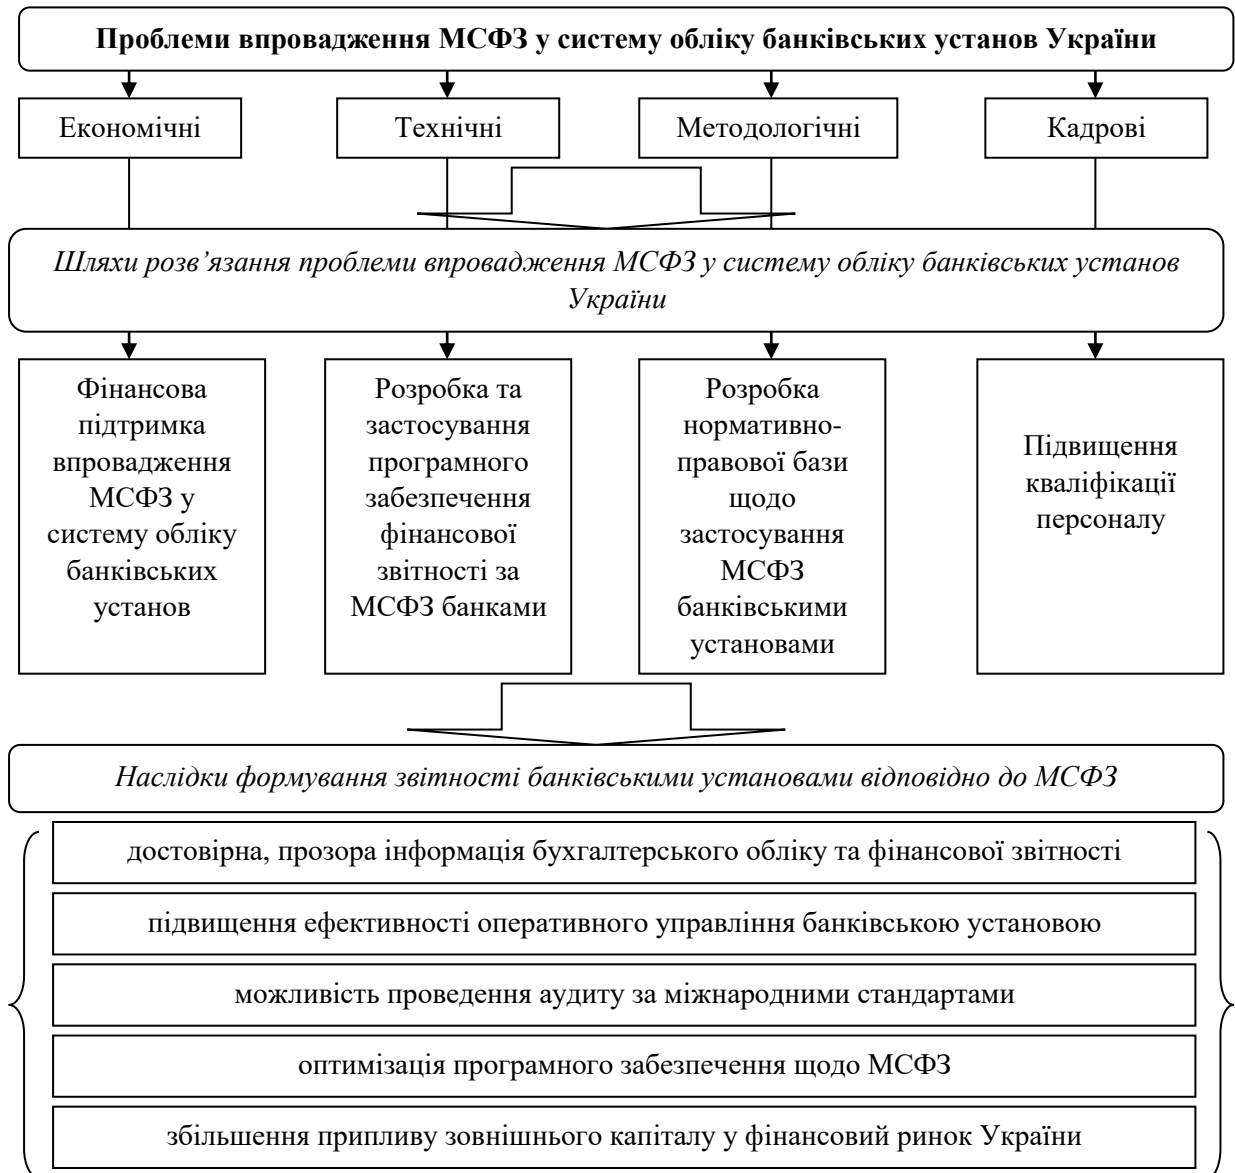 Проблеми впровадження МСФЗ у систему обліку банківських установ України
Економічні
Технічні
Методологічні
Кадрові
Шляхи розв’язання проблеми впровадження МСФЗ у систему обліку банківських установ
України
Фінансова
підтримка
впровадження
МСФЗ у
систему обліку
банківських
установ
Розробка та
застосування
програмного
забезпечення
фінансової
звітності за
МСФЗ банками
Розробка
нормативно-
правової бази
щодо
застосування
МСФЗ
банківськими
установами
Підвищення
кваліфікації
персоналу
Наслідки формування звітності банківськими установами відповідно до МСФЗ
достовірна, прозора інформація бухгалтерського обліку та фінансової звітності
підвищення ефективності оперативного управління банківською установою
можливість проведення аудиту за міжнародними стандартами
оптимізація програмного забезпечення щодо МСФЗ
збільшення припливу зовнішнього капіталу у фінансовий ринок України